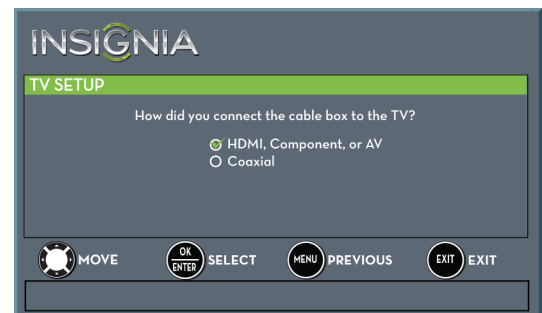 INSIGNIA
TV SETUP
How did you connect the cable box to the TV?
HDMI, Component, or AV
Coaxial
MOVE OK ENTER SELECT MENU PREVIOUS EXIT EXIT